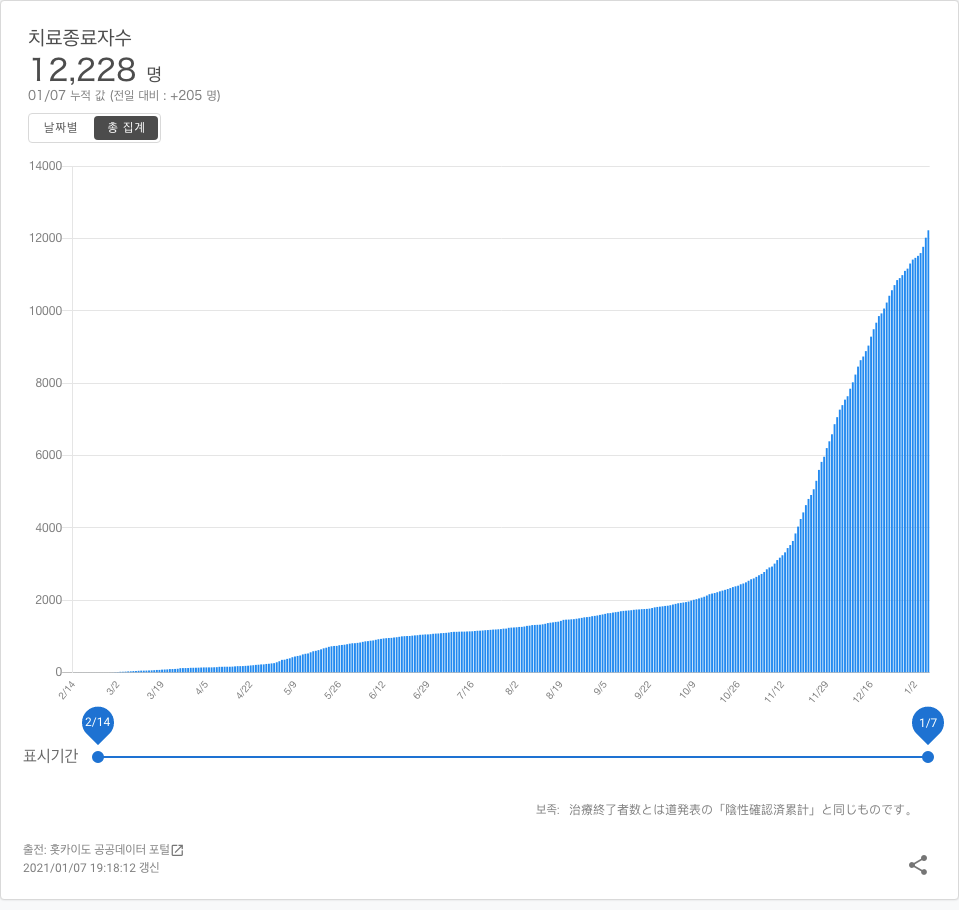 치료종료자수
12,228 명
01/07 누적 값 (전일 대비 : +205 명)
날짜별 총 집계
14000
12000
10000
8000
6000
4000
2000
0
2/14 3/2 3/19 4/5 4/22 5/9 5/26 6/12 6/29 7/16 8/2 8/19 9/5 9/22 10/9 10/26 11/12 11/29 12/16 1/2
2/14 1/7
표시기간
보족: 治療終了者数とは道発表の「陰性確認済累計」と同じものです。
출전: 홋카이도 공공데이터 포털
2021/01/07 19:18:12 갱신